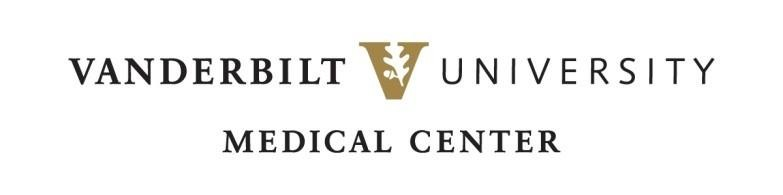 VANDERBILT V UNIVERSITY
MEDICAL CENTER